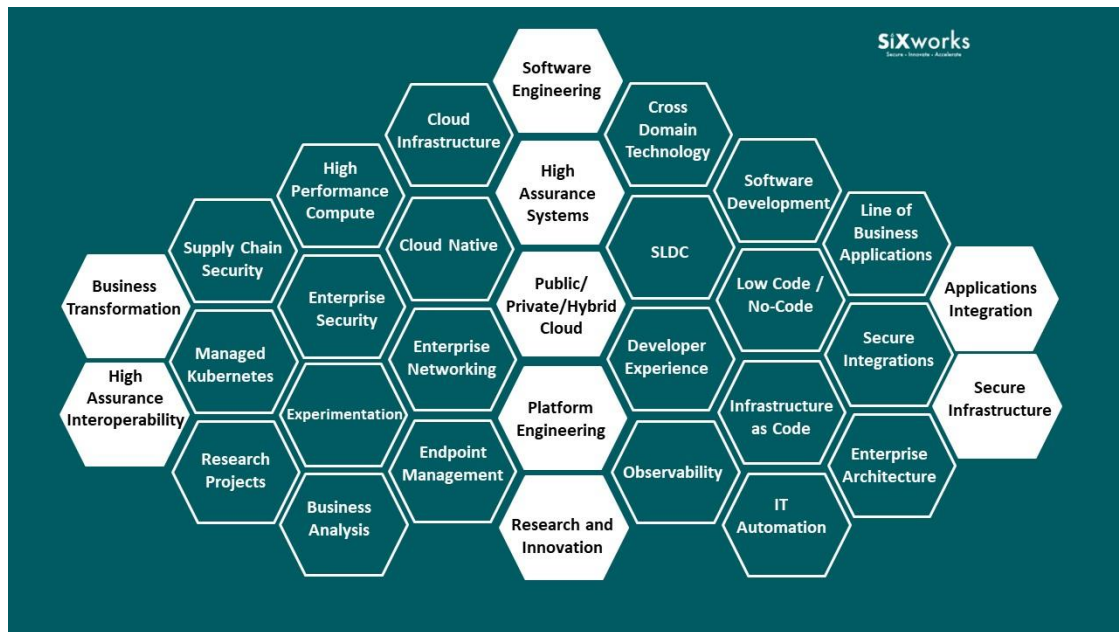 SiXworks
Secure • Innovate • Accelerate
Software
Engineering
Cloud
Infrastructure
Cross
Domain
Technology
High
Performance
Compute
High
Assurance
Systems
Software
Development
Supply Chain
Security
Cloud Native
SLDC
Line of
Business
Applications
Business
Transformation
Enterprise
Security
Public/
Private/Hybrid
Cloud
Low Code /
No-Code
Applications
Integration
Managed
Kubernetes
Enterprise
Networking
Developer
Experience
Secure
Integrations
High
Assurance
Interoperability
Experimentation
Platform
Engineering
Infrastructure
as Code
Secure
Infrastructure
Research
Projects
Endpoint
Management
Observability
Enterprise
Architecture
Business
Analysis
Research and
Innovation
IT
Automation